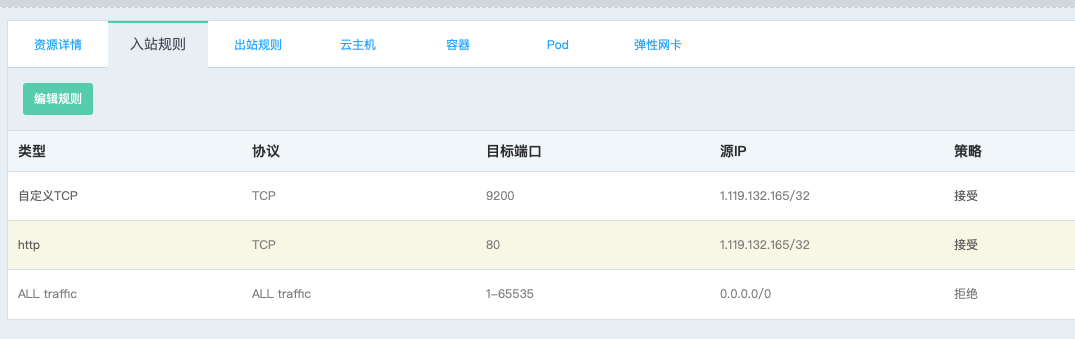 资源详情 入站规则 出站规则 云主机 容器 Pod 弹性网卡
编辑规则
类型 协议 目标端口 源IP 策略
自定义TCP TCP 9200 1.119.132.165/32 接受
http TCP 80 1.119.132.165/32 接受
ALL traffic ALL traffic 1-65535 0.0.0.0/0 拒绝